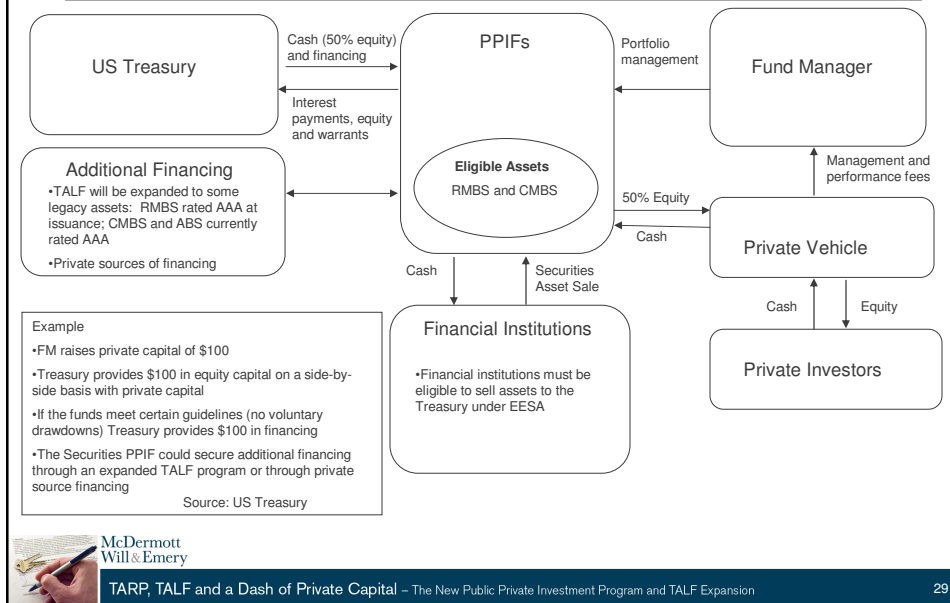 US Treasury
Cash (50% equity)
and financing
Interest
payments, equity
and warrants
PPIFs
Eligible Assets
RMBS and CMBS
Portfolio
management
Fund Manager
Additional Financing
•TALF will be expanded to some
legacy assets: RMBS rated AAA at
issuance; CMBS and ABS currently
rated AAA
•Private sources of financing
Management and
performance fees
50% Equity
Cash
Private Vehicle
Cash
Securities
Asset Sale
Cash
Equity
Financial Institutions
•Financial institutions must be
eligible to sell assets to the
Treasury under EESA
Private Investors
Example
•FM raises private capital of $100
•Treasury provides $100 in equity capital on a side-by-
side basis with private capital
•If the funds meet certain guidelines (no voluntary
drawdowns) Treasury provides $100 in financing
•The Securities PPIF could secure additional financing
through an expanded TALF program or through private
source financing
Source: US Treasury
McDermott
Will & Emery
TARP, TALF and a Dash of Private Capital – The New Public Private Investment Program and TALF Expansion
29